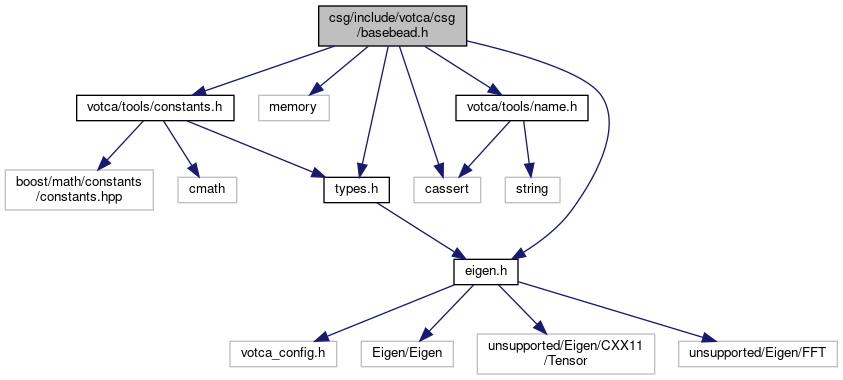 csg/include/votca/csg
/basebead.h
votca/tools/constants.h
memory
votca/tools/name.h
boost/math/constants
/constants.hpp
cmath
types.h
cassert
string
eigen.h
votca_config.h
Eigen/Eigen
unsupported/Eigen/CXX11
/Tensor
unsupported/Eigen/FFT